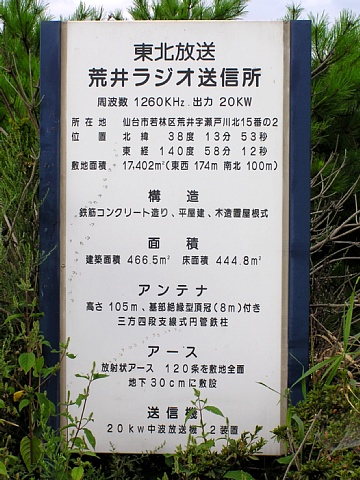 東北放送
荒井ラジオ送信所
周波数 1260KHz.出力 20KW
所在地 仙台市若林区荒井字瀬戸川北15番の2
位置 北緯 38度 13分 53秒
東経 140度 58分 12秒
敷地面積 17,402㎡(東西 174m 南北 100m)
構造
鉄筋コンクリート造り、平屋建、木造置屋根式
面積
建築面積 466.5㎡ 床面積 444.8㎡
アンテナ
高さ 105m、基部絶縁型頂冠(8m)付き
三方四段支線式円管鉄柱
アース
放射状アース 120条を敷地全面
地下30cmに敷設
送信機
20kw中波放送機 2装置